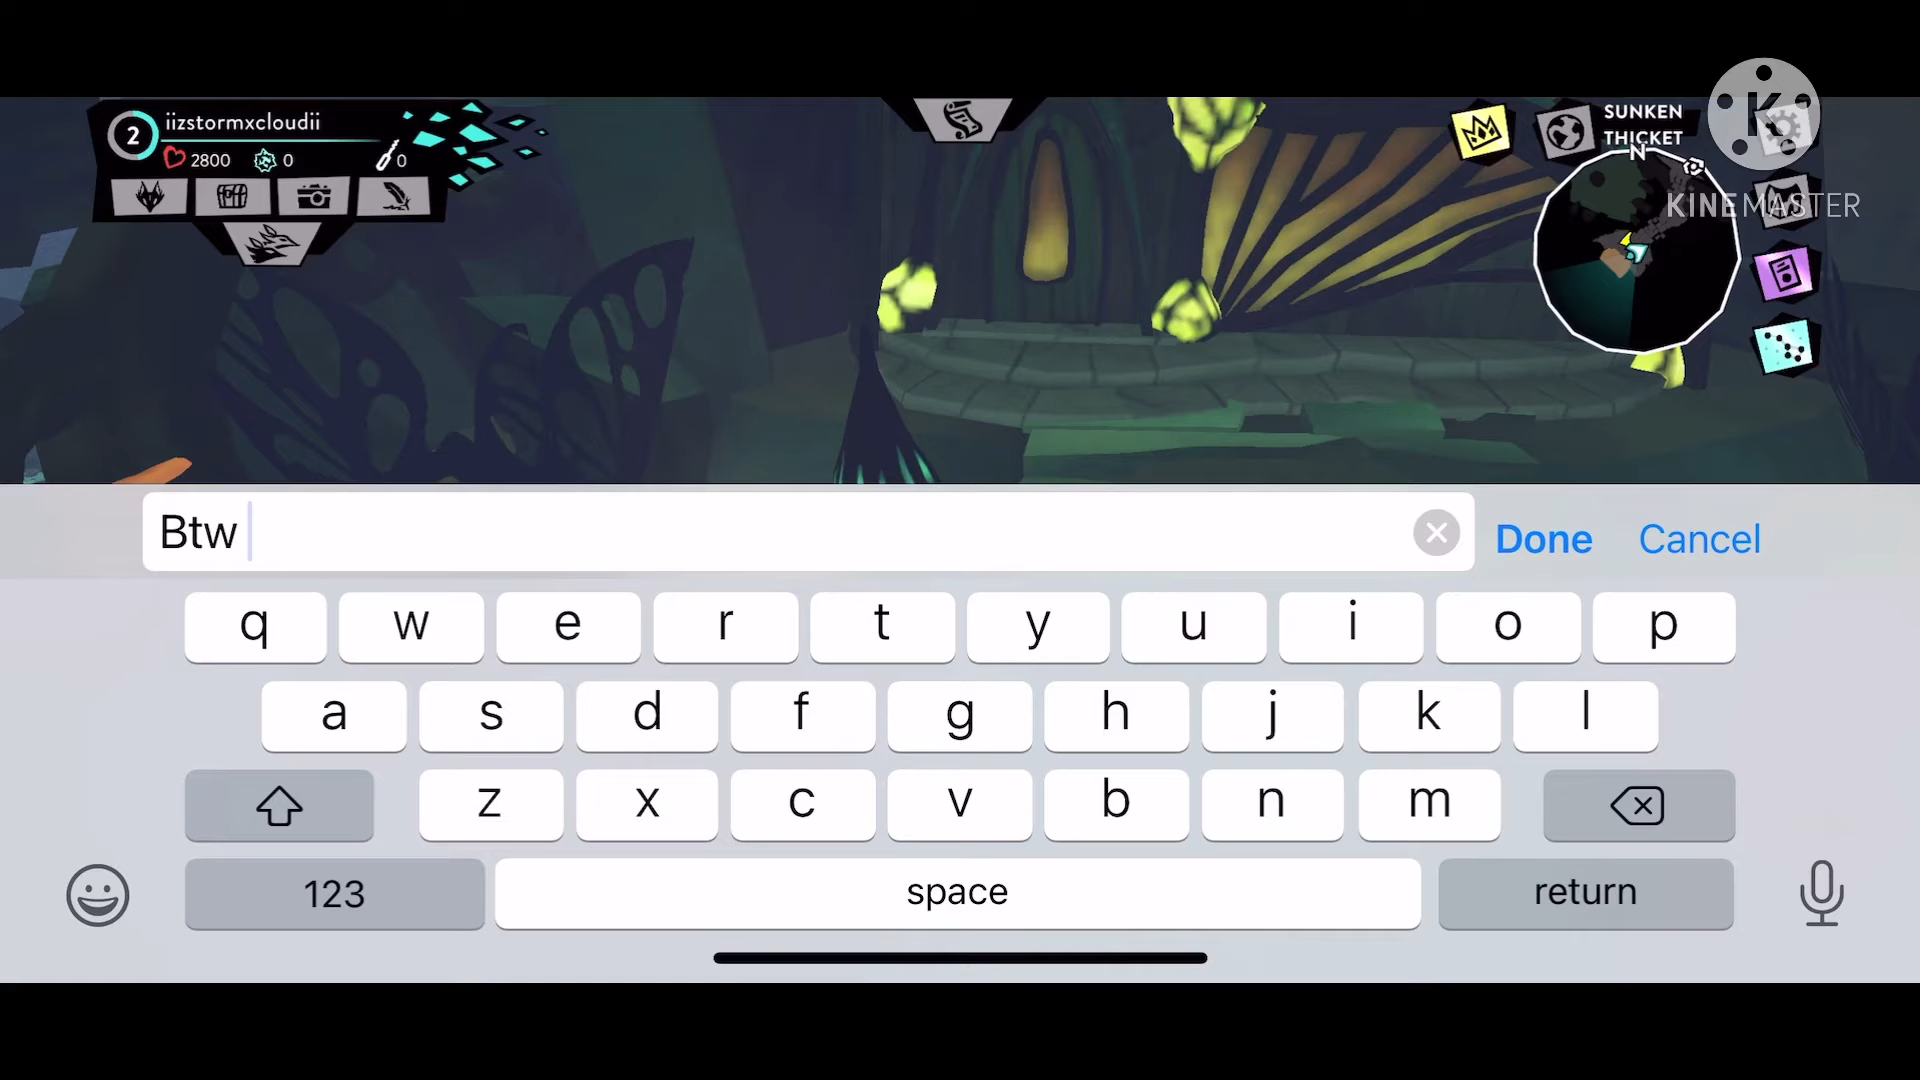 2
iizstormxcloudii
2800 0 0
SUNKEN
THICKET
N
K
KINEMASTER
Btw
Done
Cancel
q w e r t y u i o p
a s d f g h j k l
z x c v b n m
123
space
return